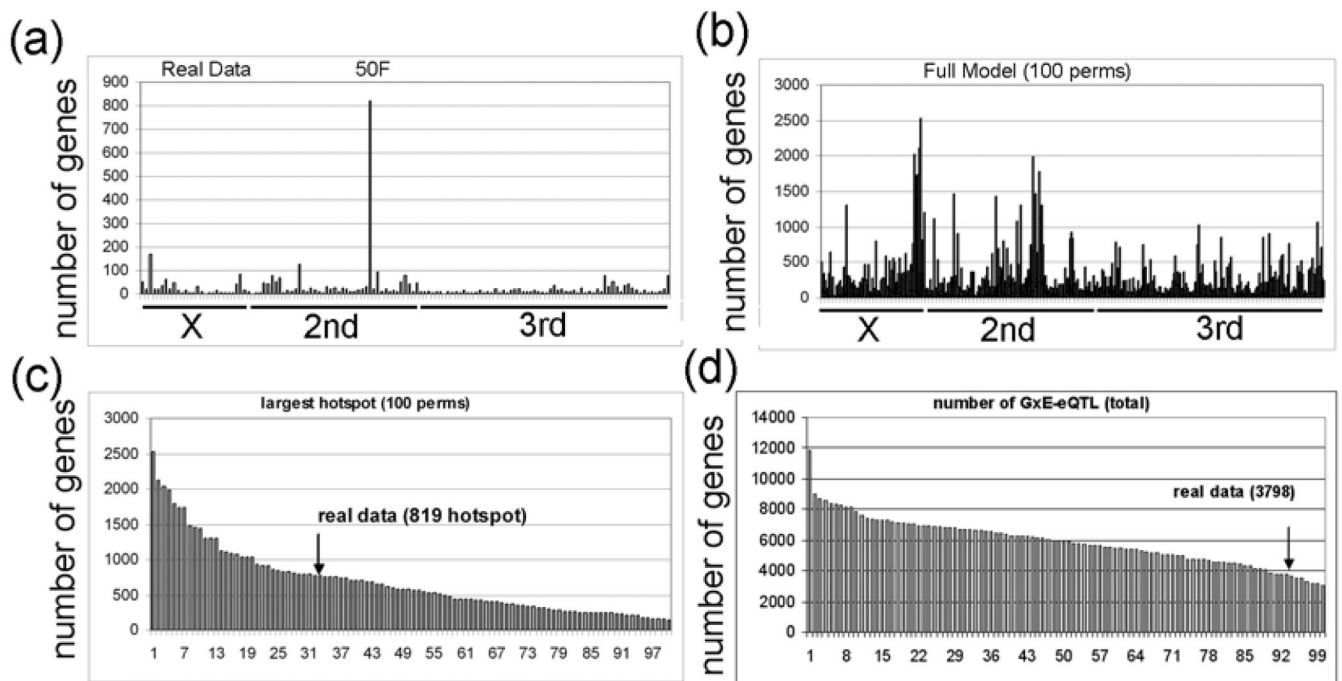 (a)
Real Data 50F
number of genes
900
800
700
600
500
400
300
200
100
0
X 2nd 3rd
(b)
Full Model (100 perms)
number of genes
3000
2500
2000
1500
1000
500
0
X 2nd 3rd
(c)
largest hotspot (100 perms)
number of genes
3000
2500
2000
1500
1000
500
0
real data (819 hotspot)
1 7 13 19 25 31 37 43 49 55 61 67 73 79 85 91 97
(d)
number of GxE-eQTL (total)
number of genes
14000
12000
10000
8000
6000
4000
2000
0
real data (3798)
1 8 15 22 29 36 43 50 57 64 71 78 85 92 99